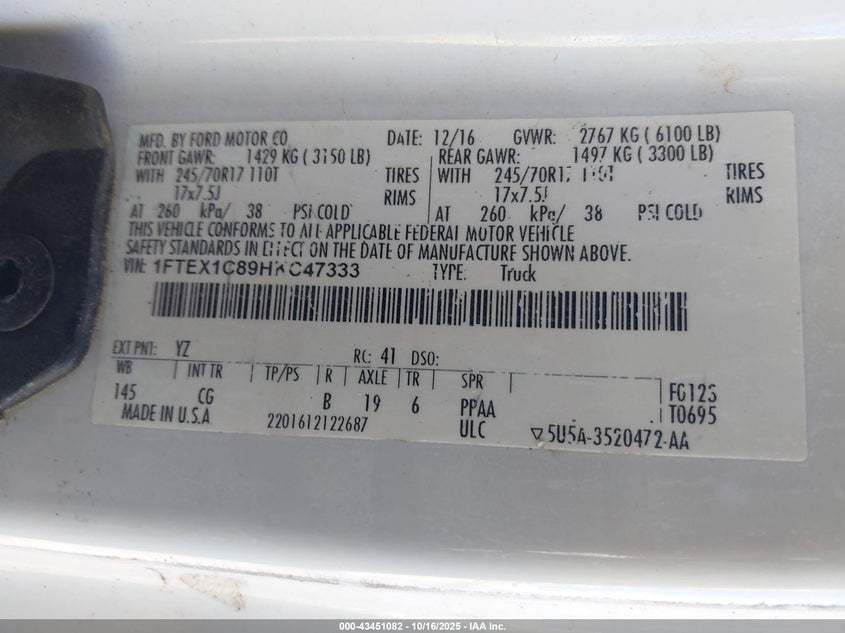 MFD. BY FORD MOTOR CO. DATE: 12/16 GVWR: 2767 KG ( 6100 LB)
FRONT GAWR: 1429 KG ( 3150 LB) REAR GAWR: 1497 KG ( 3300 LB)
WITH 245/70R17 110T TIRES WITH 245/70R17 110T TIRES
17x7.5J RIMS 17x7.5J RIMS
AT 260 kPa/ 38 PSI COLD AT 260 kPa/ 38 PSI COLD
THIS VEHICLE CONFORMS TO ALL APPLICABLE FEDERAL MOTOR VEHICLE
SAFETY STANDARDS IN EFFECT ON THE DATE OF MANUFACTURE SHOWN ABOVE.
VIN: TYPE: Truck
EXT PNT: YZ RC: 41 DSO:
WB INT TR TP/PS R AXLE TR SPR
145 CG B 19 6 PPAA
MADE IN U.S.A 2201612122687 ULC T0695
▽5U5A-3520472-AA
000-43451082 - 10/16/2025 - IAA Inc.